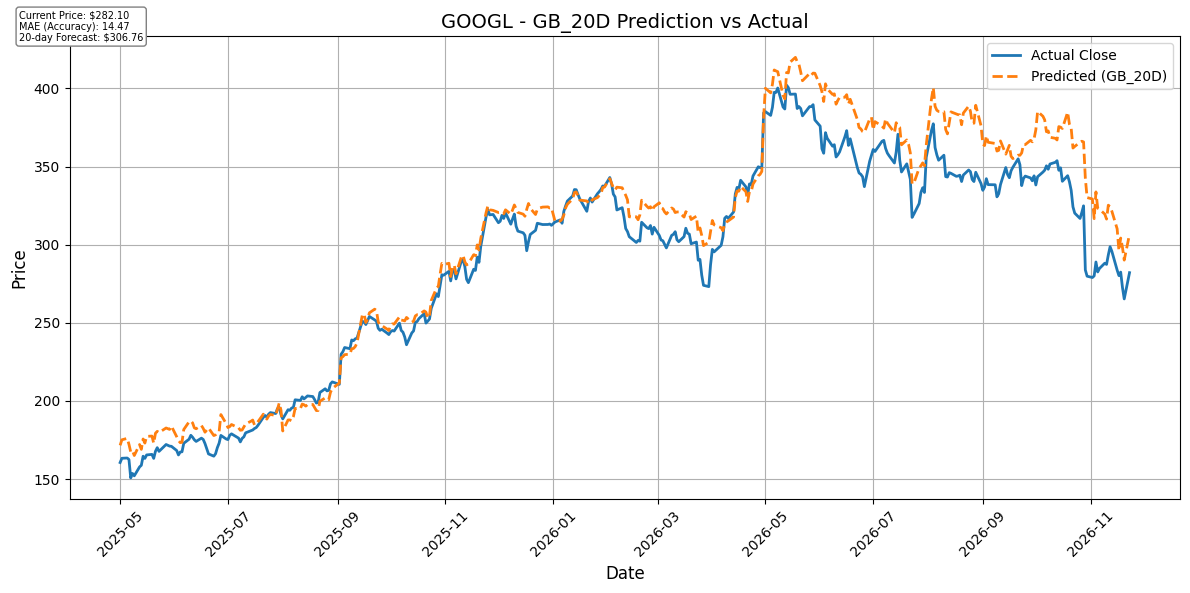 GOOGL - GB_20D Prediction vs Actual
Current Price: $282.10
MAE (Accuracy): 14.47
20-day Forecast: $306.76
Actual Close
Predicted (GB_20D)
Price
400
350
300
250
200
150
2025-05
2025-07
2025-09
2025-11
2026-01
2026-03
2026-05
2026-07
2026-09
2026-11
Date